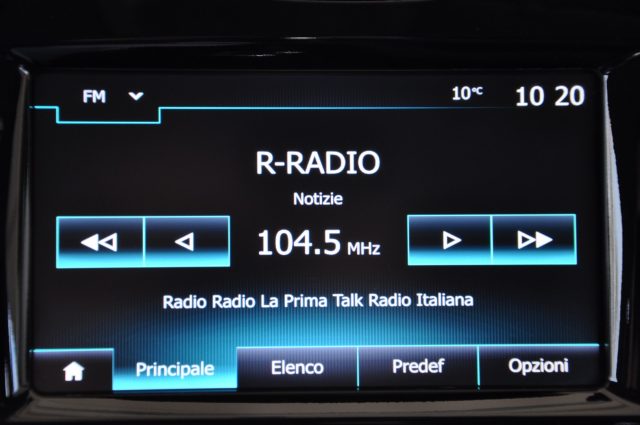 FM 10°C 10 20
R-RADIO
Notizie
104.5 MHz
Radio Radio La Prima Talk Radio Italiana
Principale Elenco Predef Opzioni